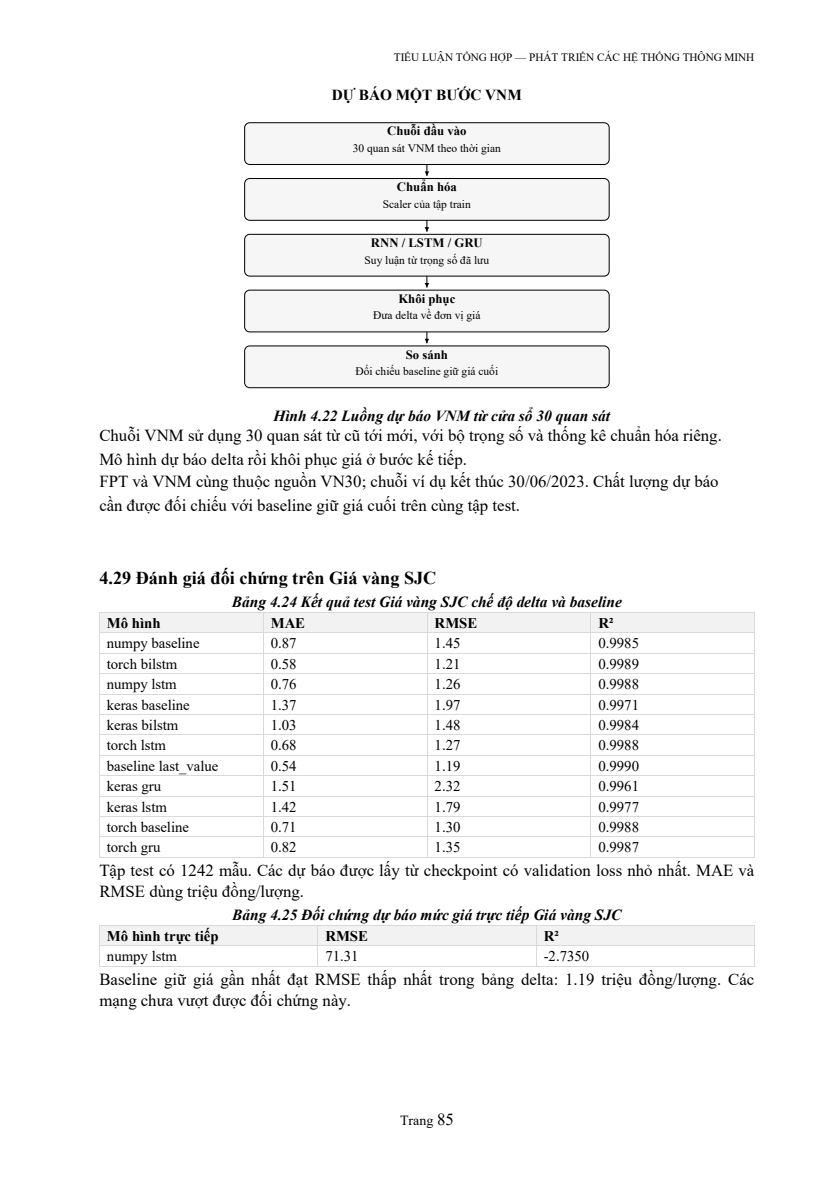 TIỂU LUẬN TỔNG HỢP — PHÁT TRIỂN CÁC HỆ THỐNG THÔNG MINH
DỰ BÁO MỘT BƯỚC VNM
Chuỗi đầu vào
30 quan sát VNM theo thời gian
Chuẩn hóa
Scaler của tập train
RNN / LSTM / GRU
Suy luận từ trọng số đã lưu
Khôi phục
Đưa delta về đơn vị giá
So sánh
Đối chiếu baseline giữ giá cuối
Hình 4.22 Luồng dự báo VNM từ cửa sổ 30 quan sát
Chuỗi VNM sử dụng 30 quan sát từ cũ tới mới, với bộ trọng số và thống kê chuẩn hóa riêng.
Mô hình dự báo delta rồi khôi phục giá ở bước kế tiếp.
FPT và VNM cùng thuộc nguồn VN30; chuỗi ví dụ kết thúc 30/06/2023. Chất lượng dự báo
cần được đối chiếu với baseline giữ giá cuối trên cùng tập test.
4.29 Đánh giá đối chứng trên Giá vàng SJC
Bảng 4.24 Kết quả test Giá vàng SJC chế độ delta và baseline
Mô hình MAE RMSE R²
numpy baseline 0.87 1.45 0.9985
torch bilstm 0.58 1.21 0.9989
numpy lstm 0.76 1.26 0.9988
keras baseline 1.37 1.97 0.9971
keras bilstm 1.03 1.48 0.9984
torch lstm 0.68 1.27 0.9988
baseline last_value 0.54 1.19 0.9990
keras gru 1.51 2.32 0.9961
keras lstm 1.42 1.79 0.9977
torch baseline 0.71 1.30 0.9988
torch gru 0.82 1.35 0.9987
Tập test có 1242 mẫu. Các dự báo được lấy từ checkpoint có validation loss nhỏ nhất. MAE và
RMSE dùng triệu đồng/lượng.
Bảng 4.25 Đối chứng dự báo mức giá trực tiếp Giá vàng SJC
Mô hình trực tiếp RMSE R²
numpy lstm 71.31 -2.7350
Baseline giữ giá gần nhất đạt RMSE thấp nhất trong bảng delta: 1.19 triệu đồng/lượng. Các
mạng chưa vượt được đối chứng này.
Trang 85